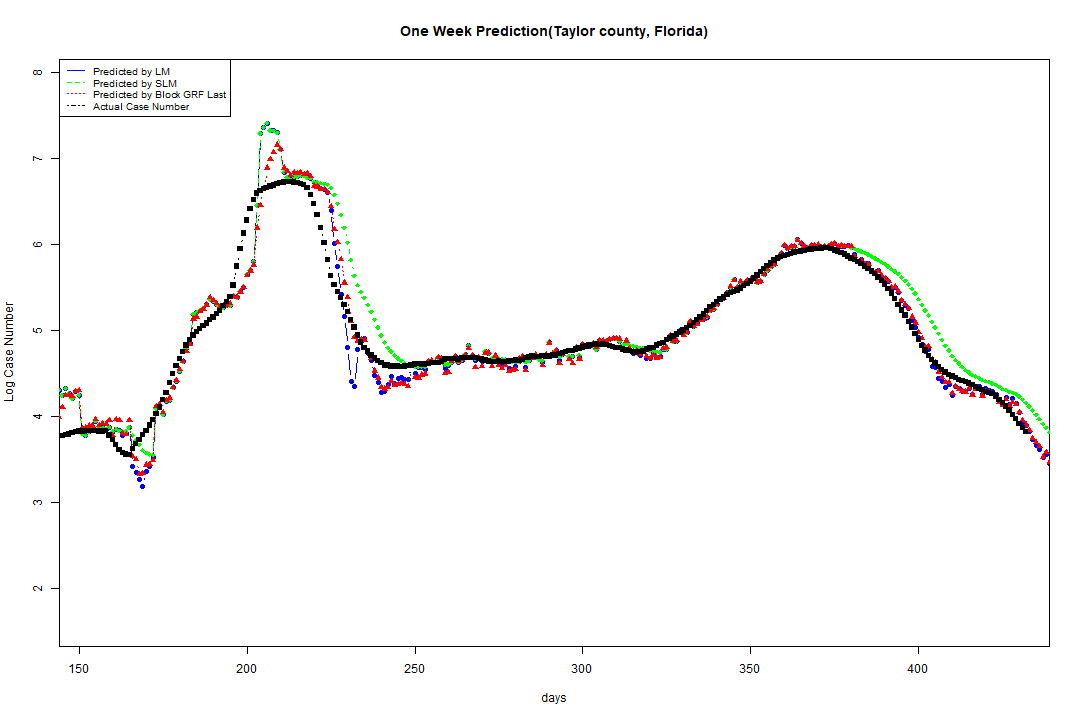 One Week Prediction(Taylor county, Florida)
Predicted by LM
Predicted by SLM
Predicted by Block GRF Last
Actual Case Number
8
7
6
5
4
3
2
Log Case Number
150 200 250 300 350 400
days